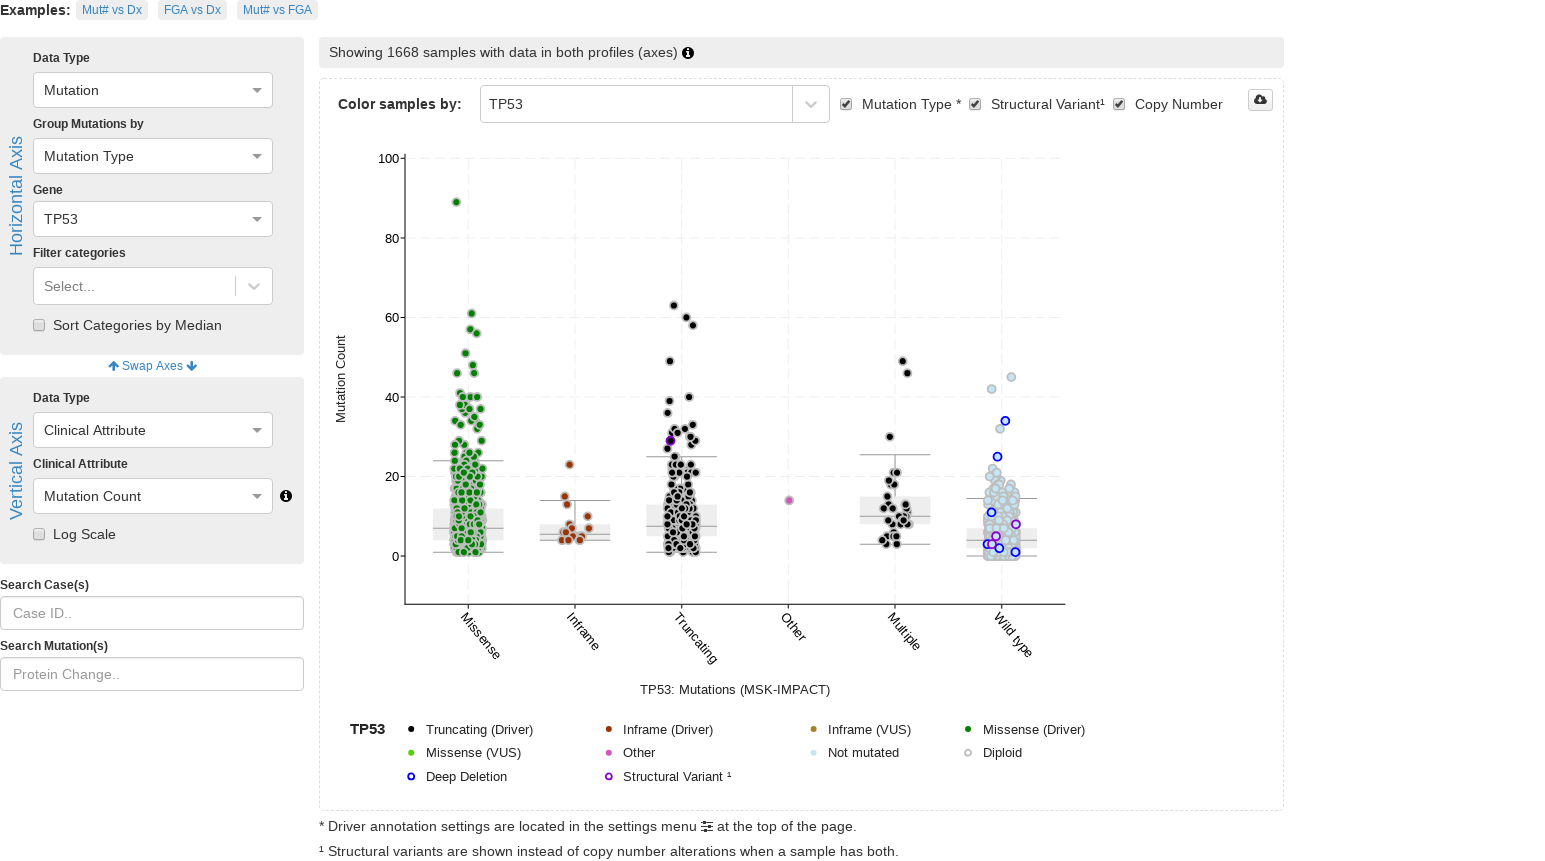 Examples: Mut# vs Dx FGA vs Dx Mut# vs FGA
Horizontal Axis
Data Type
Mutation
Group Mutations by
Mutation Type
Gene
TP53
Filter categories
Select...
Sort Categories by Median
Swap Axes
Vertical Axis
Data Type
Clinical Attribute
Clinical Attribute
Mutation Count
Log Scale
Search Case(s)
Case ID..
Search Mutation(s)
Protein Change..
Showing 1668 samples with data in both profiles (axes)
Color samples by: TP53 Mutation Type * Structural Variant¹ Copy Number
Mutation Count
100
80
60
40
20
0
Missense
Inframe
Truncating
Other
Multiple
Wild type
TP53: Mutations (MSK-IMPACT)
TP53 Truncating (Driver) Inframe (Driver) Inframe (VUS) Missense (Driver)
Missense (VUS) Other Not mutated Diploid
Deep Deletion Structural Variant ¹
* Driver annotation settings are located in the settings menu at the top of the page.
¹ Structural variants are shown instead of copy number alterations when a sample has both.